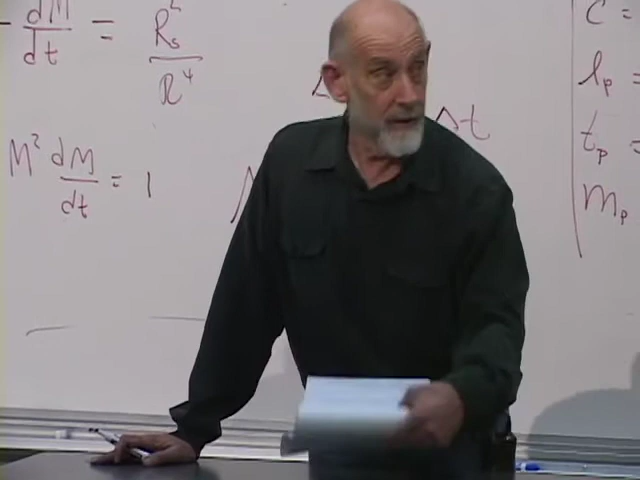 - dM/dt = R_s^2/R^4
M^2 dM/dt = 1
Δ
Δt
c =
l_p =
t_p =
m_p